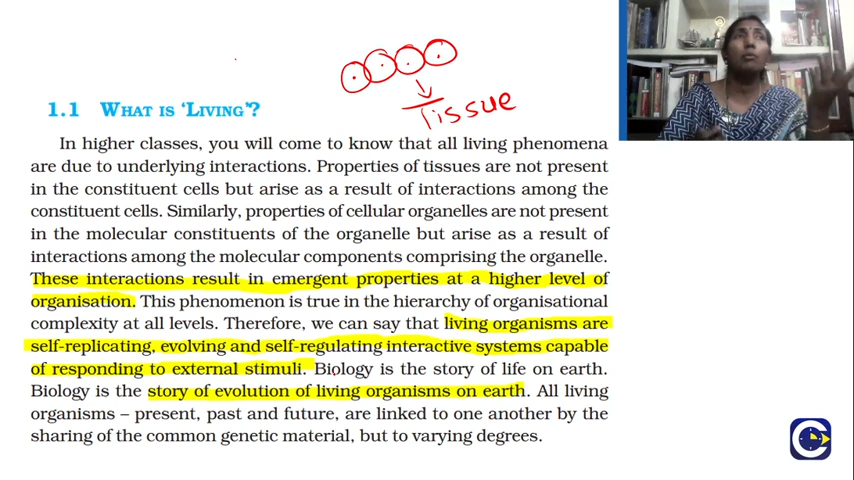 Tissue
1.1 WHAT IS 'LIVING'?
In higher classes, you will come to know that all living phenomena
are due to underlying interactions. Properties of tissues are not present
in the constituent cells but arise as a result of interactions among the
constituent cells. Similarly, properties of cellular organelles are not present
in the molecular constituents of the organelle but arise as a result of
interactions among the molecular components comprising the organelle.
These interactions result in emergent properties at a higher level of
organisation. This phenomenon is true in the hierarchy of organisational
complexity at all levels. Therefore, we can say that living organisms are
self-replicating, evolving and self-regulating interactive systems capable
of responding to external stimuli. Biology is the story of life on earth.
Biology is the story of evolution of living organisms on earth. All living
organisms – present, past and future, are linked to one another by the
sharing of the common genetic material, but to varying degrees.